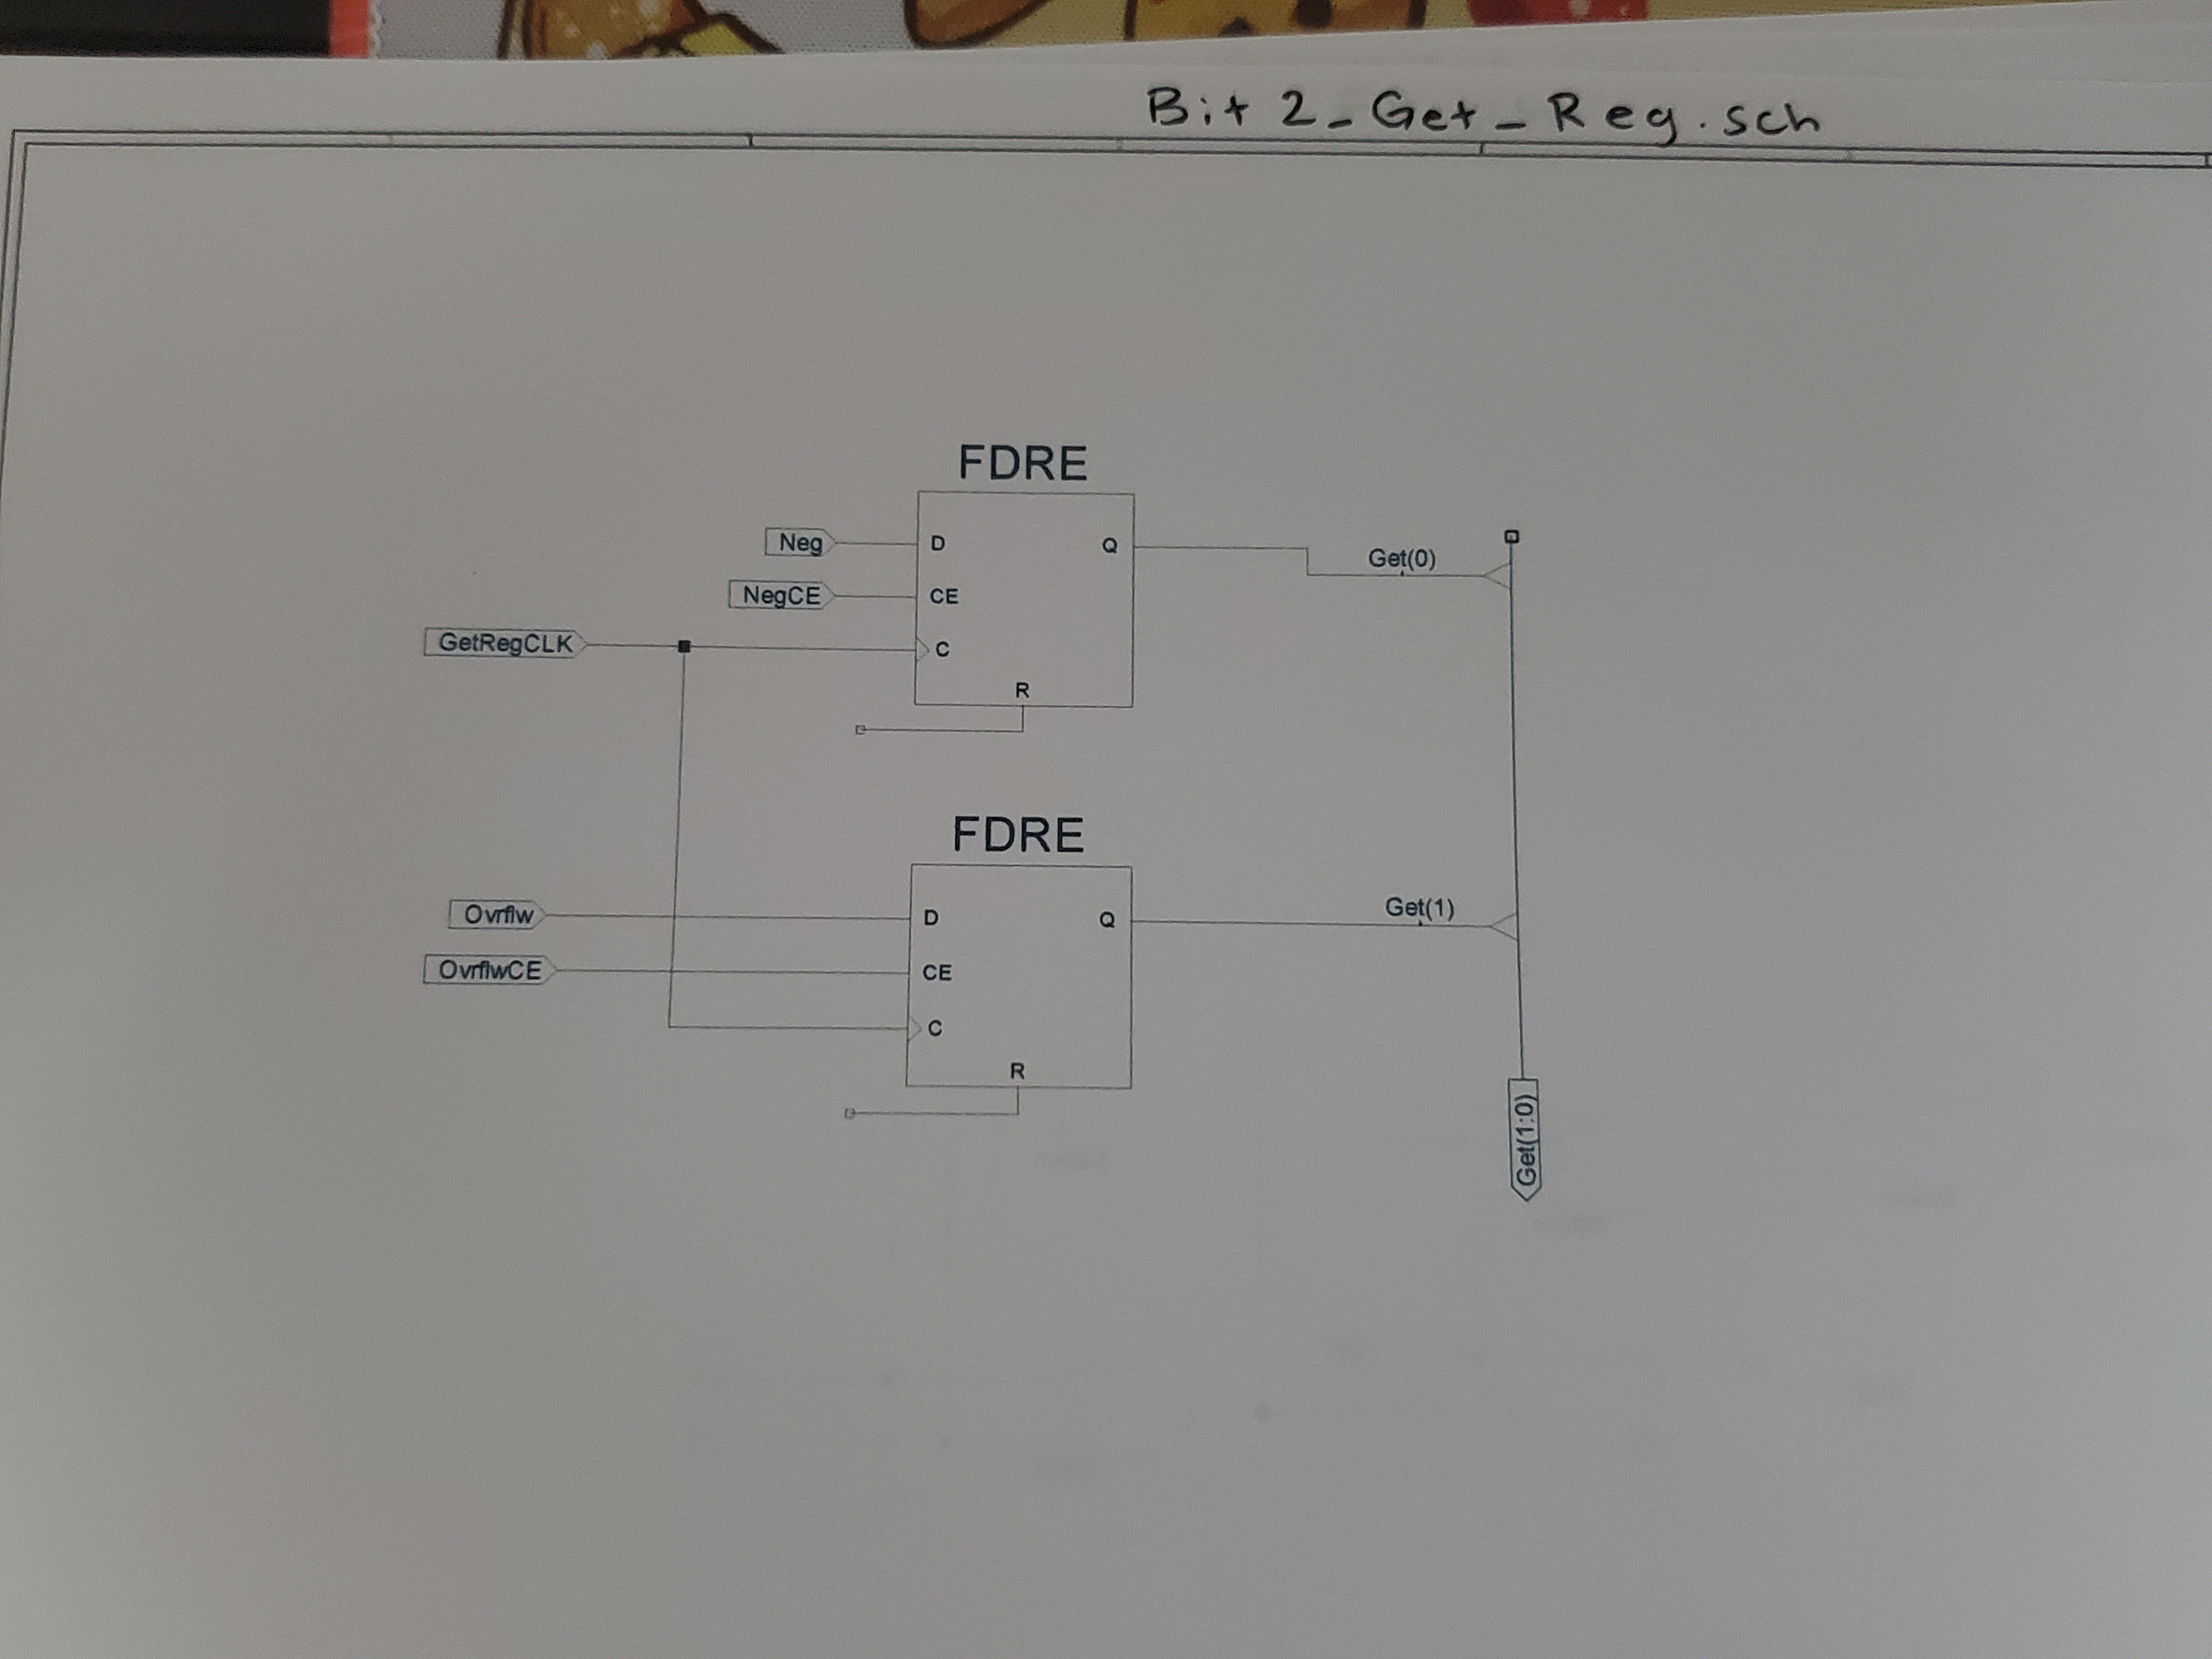 Bit 2_Get_Reg.sch
FDRE
Neg
D
Q
NegCE
CE
Get(0)
GetRegCLK
C
R
FDRE
Ovrflw
D
Q
Get(1)
OvrflwCE
CE
C
R
Get(1:0)